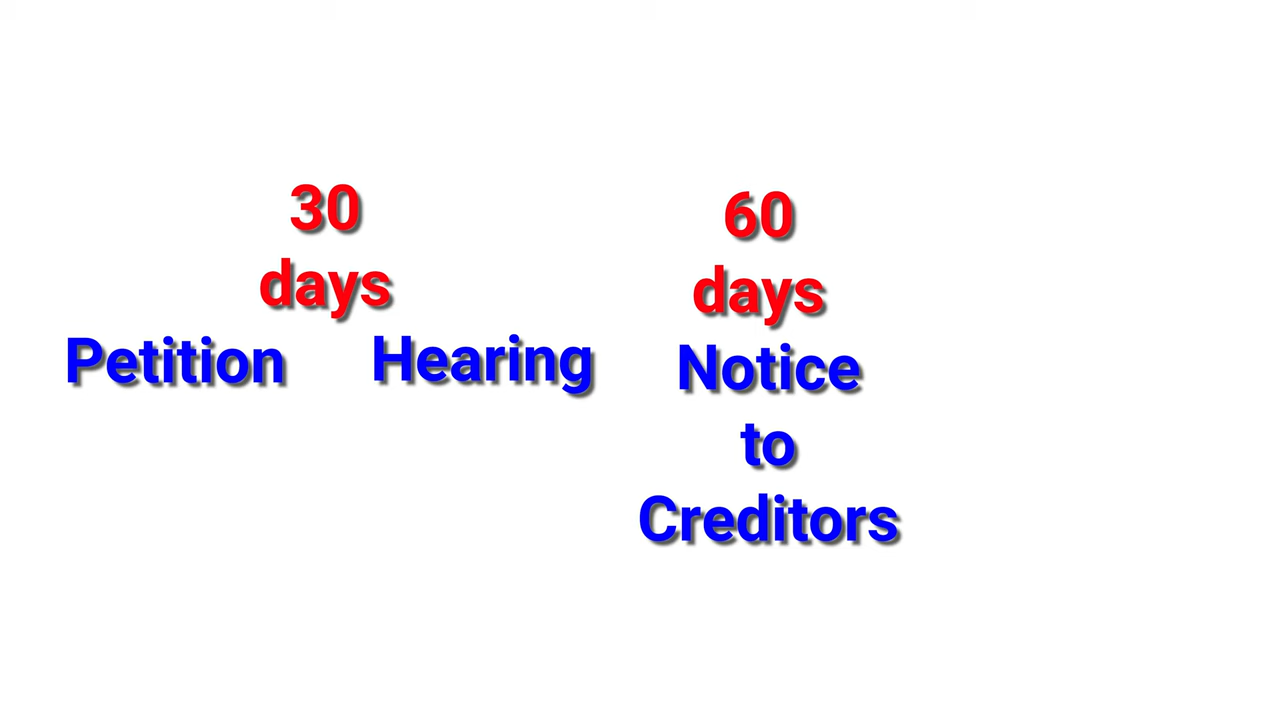 30
days
Petition
Hearing
60
days
Notice
to
Creditors